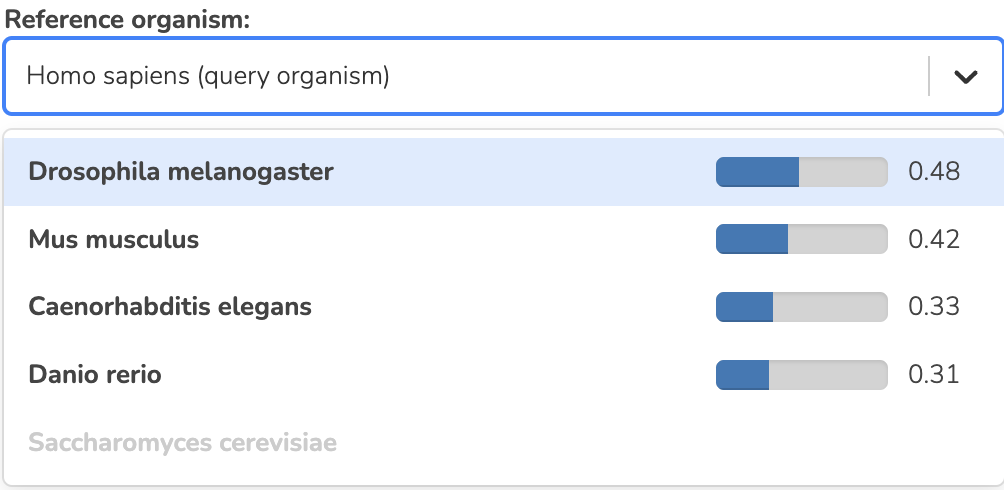 Reference organism:
Homo sapiens (query organism)
Drosophila melanogaster 0.48
Mus musculus 0.42
Caenorhabditis elegans 0.33
Danio rerio 0.31
Saccharomyces cerevisiae